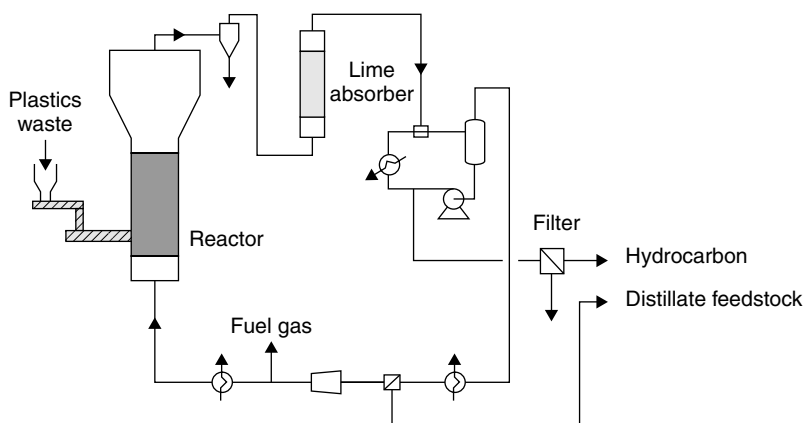 Plastics
waste
Lime
absorber
Reactor
Filter
Hydrocarbon
Distillate feedstock
Fuel gas